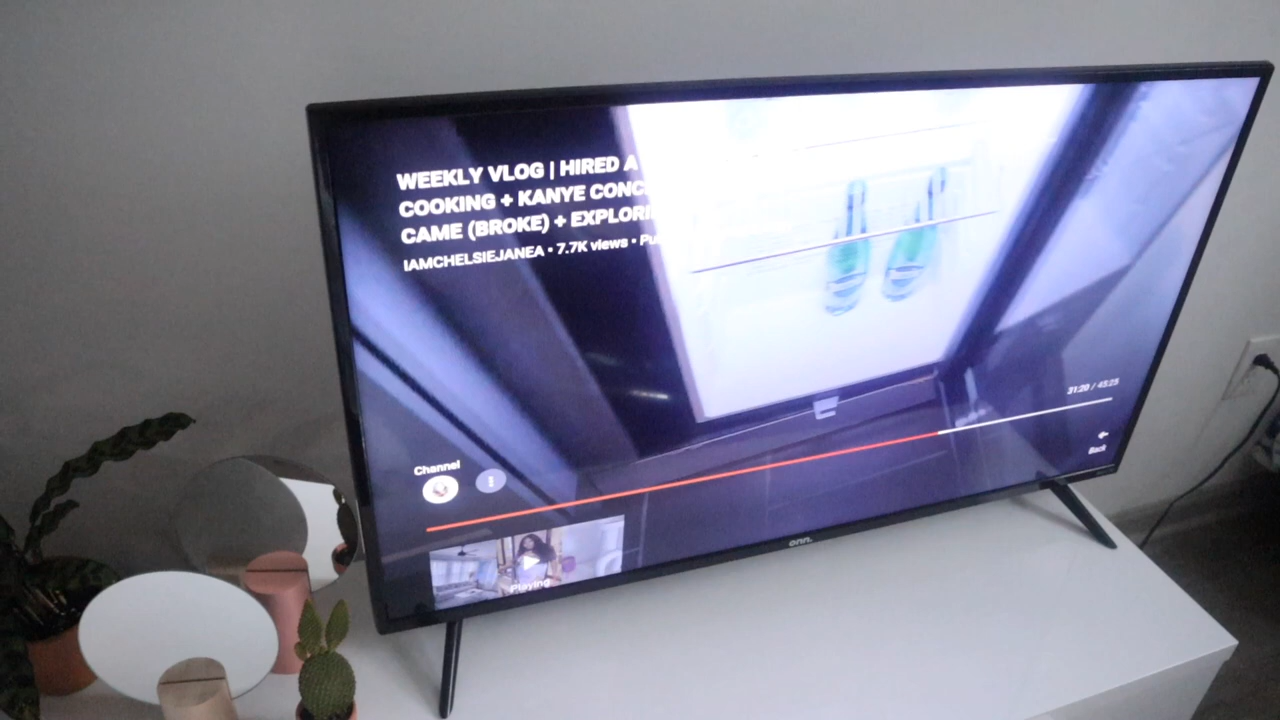 WEEKLY VLOG | HIRED A
COOKING + KANYE CONC
CAME (BROKE) + EXPLORI
IAMCHELSIEJANEA • 7.7K views • Pu
31:20 / 45:25
Back
Channel
Playing
onn.